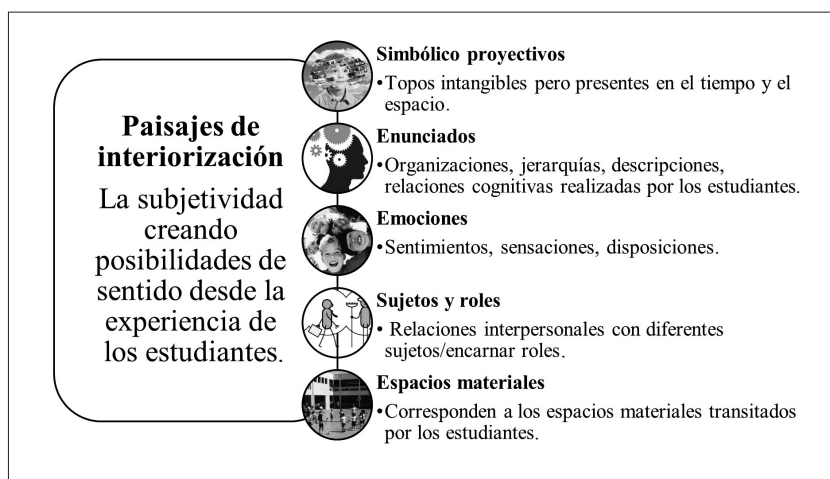 Paisajes de
interiorización
La subjetividad
creando
posibilidades de
sentido desde la
experiencia de
los estudiantes.
Simbólico proyectivos
•Topos intangibles pero presentes en el tiempo y el
espacio.
Enunciados
•Organizaciones, jerarquías, descripciones,
relaciones cognitivas realizadas por los estudiantes.
Emociones
•Sentimientos, sensaciones, disposiciones.
Sujetos y roles
• Relaciones interpersonales con diferentes
sujetos/encarnar roles.
Espacios materiales
•Corresponden a los espacios materiales transitados
por los estudiantes.